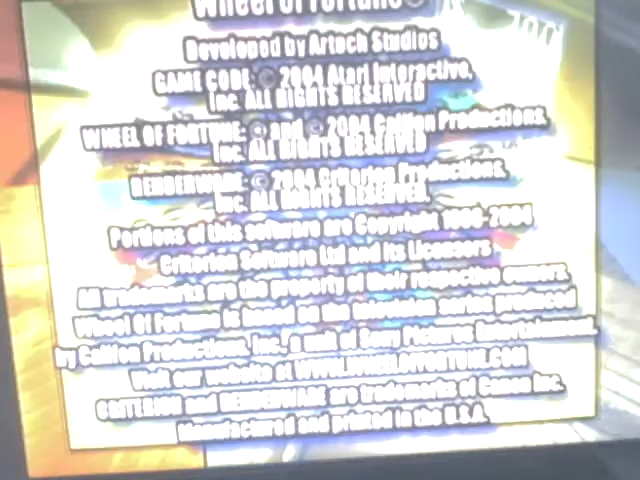 Wheel of Fortune®
Developed by Artech Studios
GAME CODE: © 2004 Atari Interactive,
Inc. ALL RIGHTS RESERVED
WHEEL OF FORTUNE: © and © 2004 Califon Productions,
Inc. ALL RIGHTS RESERVED
RENDERWARE: © 2004 Criterion Productions,
Inc. ALL RIGHTS RESERVED
Portions of this software are Copyright 1998-2004
Criterion Software Ltd and its Licensors
All trademarks are the property of their respective owners.
Wheel of Fortune is based on the television series produced
by Califon Productions, Inc., a unit of Sony Pictures Entertainment.
Visit our website at WWW.WHEELOFFORTUNE.COM
CRITERION and RENDERWARE are trademarks of Canon Inc.
Manufactured and printed in the U.S.A.